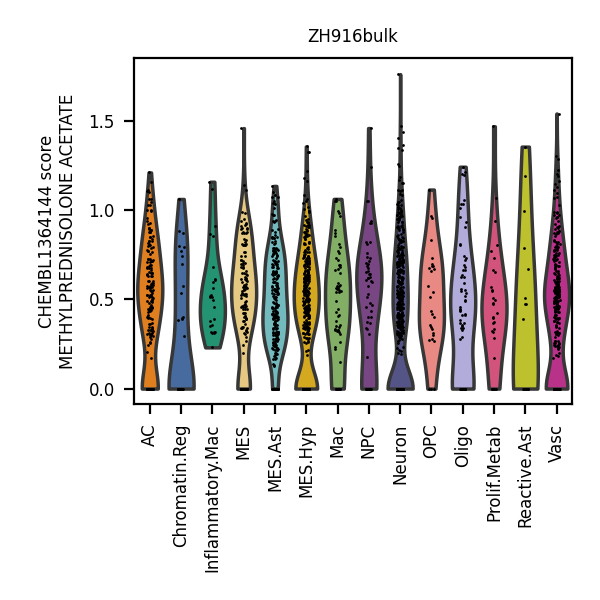 ZH916bulk
CHEMBL1364144 score
METHYLPREDNISOLONE ACETATE
1.5
1.0
0.5
0.0
AC
Chromatin.Reg
Inflammatory.Mac
MES
MES.Ast
MES.Hyp
Mac
NPC
Neuron
OPC
Oligo
Prolif.Metab
Reactive.Ast
Vasc